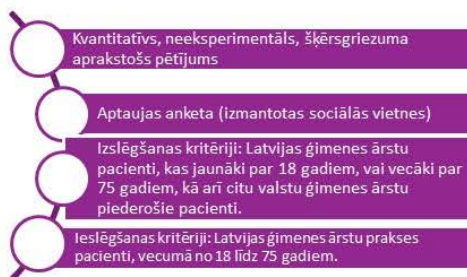 Kvantitatīvs, neeksperimentāls, šķērsgriezuma
aprakstošs pētījums
Aptaujas anketa (izmantotas sociālās vietnes)
Izslēgšanas kritēriji: Latvijas ģimenes ārstu
pacienti, kas jaunāki par 18 gadiem, vai vecāki par
75 gadiem, kā arī citu valstu ģimenes ārstu
piederošie pacienti.
Ieslēgšanas kritēriji: Latvijas ģimenes ārstu prakses
pacienti, vecumā no 18 līdz 75 gadiem.